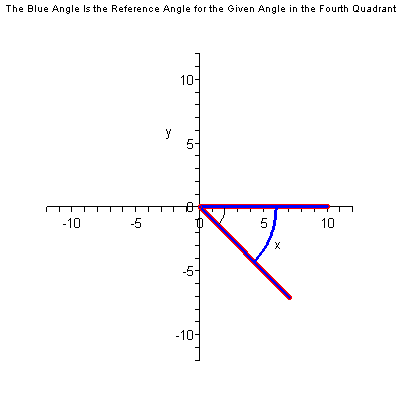 The Blue Angle Is the Reference Angle for the Given Angle in the Fourth Quadrant
10
y
5
0
-10 -5 0 5 10
x
-5
-10